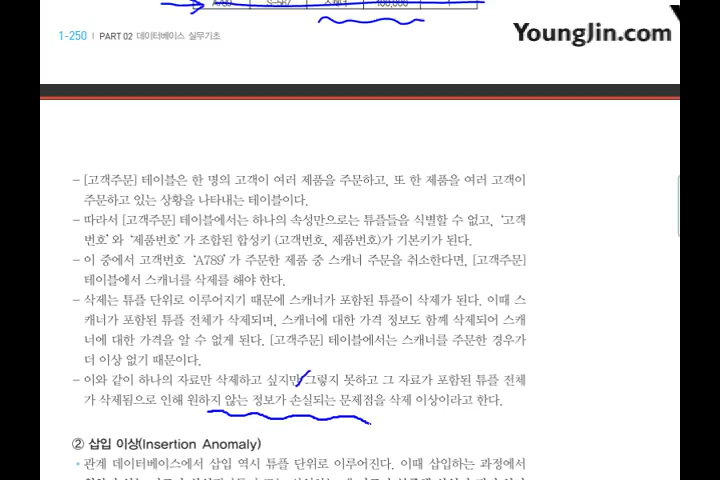 A789 S-567 스캐너 100,000 1
YoungJin.com
1-250 | PART 02 데이터베이스 실무기초
- [고객주문] 테이블은 한 명의 고객이 여러 제품을 주문하고, 또 한 제품을 여러 고객이
주문하고 있는 상황을 나타내는 테이블이다.
- 따라서 [고객주문] 테이블에서는 하나의 속성만으로는 튜플들을 식별할 수 없고, ‘고객
번호’와 ‘제품번호’가 조합된 합성키 (고객번호, 제품번호)가 기본키가 된다.
- 이 중에서 고객번호 ‘A789’가 주문한 제품 중 스캐너 주문을 취소한다면, [고객주문]
테이블에서 스캐너를 삭제를 해야 한다.
- 삭제는 튜플 단위로 이루어지기 때문에 스캐너가 포함된 튜플이 삭제가 된다. 이때 스
캐너가 포함된 튜플 전체가 삭제되며, 스캐너에 대한 가격 정보도 함께 삭제되어 스캐
너에 대한 가격을 알 수 없게 된다. [고객주문] 테이블에서는 스캐너를 주문한 경우가
더 이상 없기 때문이다.
- 이와 같이 하나의 자료만 삭제하고 싶지만 그렇지 못하고 그 자료가 포함된 튜플 전체
가 삭제됨으로 인해 원하지 않는 정보가 손실되는 문제점을 삭제 이상이라고 한다.
② 삽입 이상(Insertion Anomaly)
• 관계 데이터베이스에서 삽입 역시 튜플 단위로 이루어진다. 이때 삽입하는 과정에서